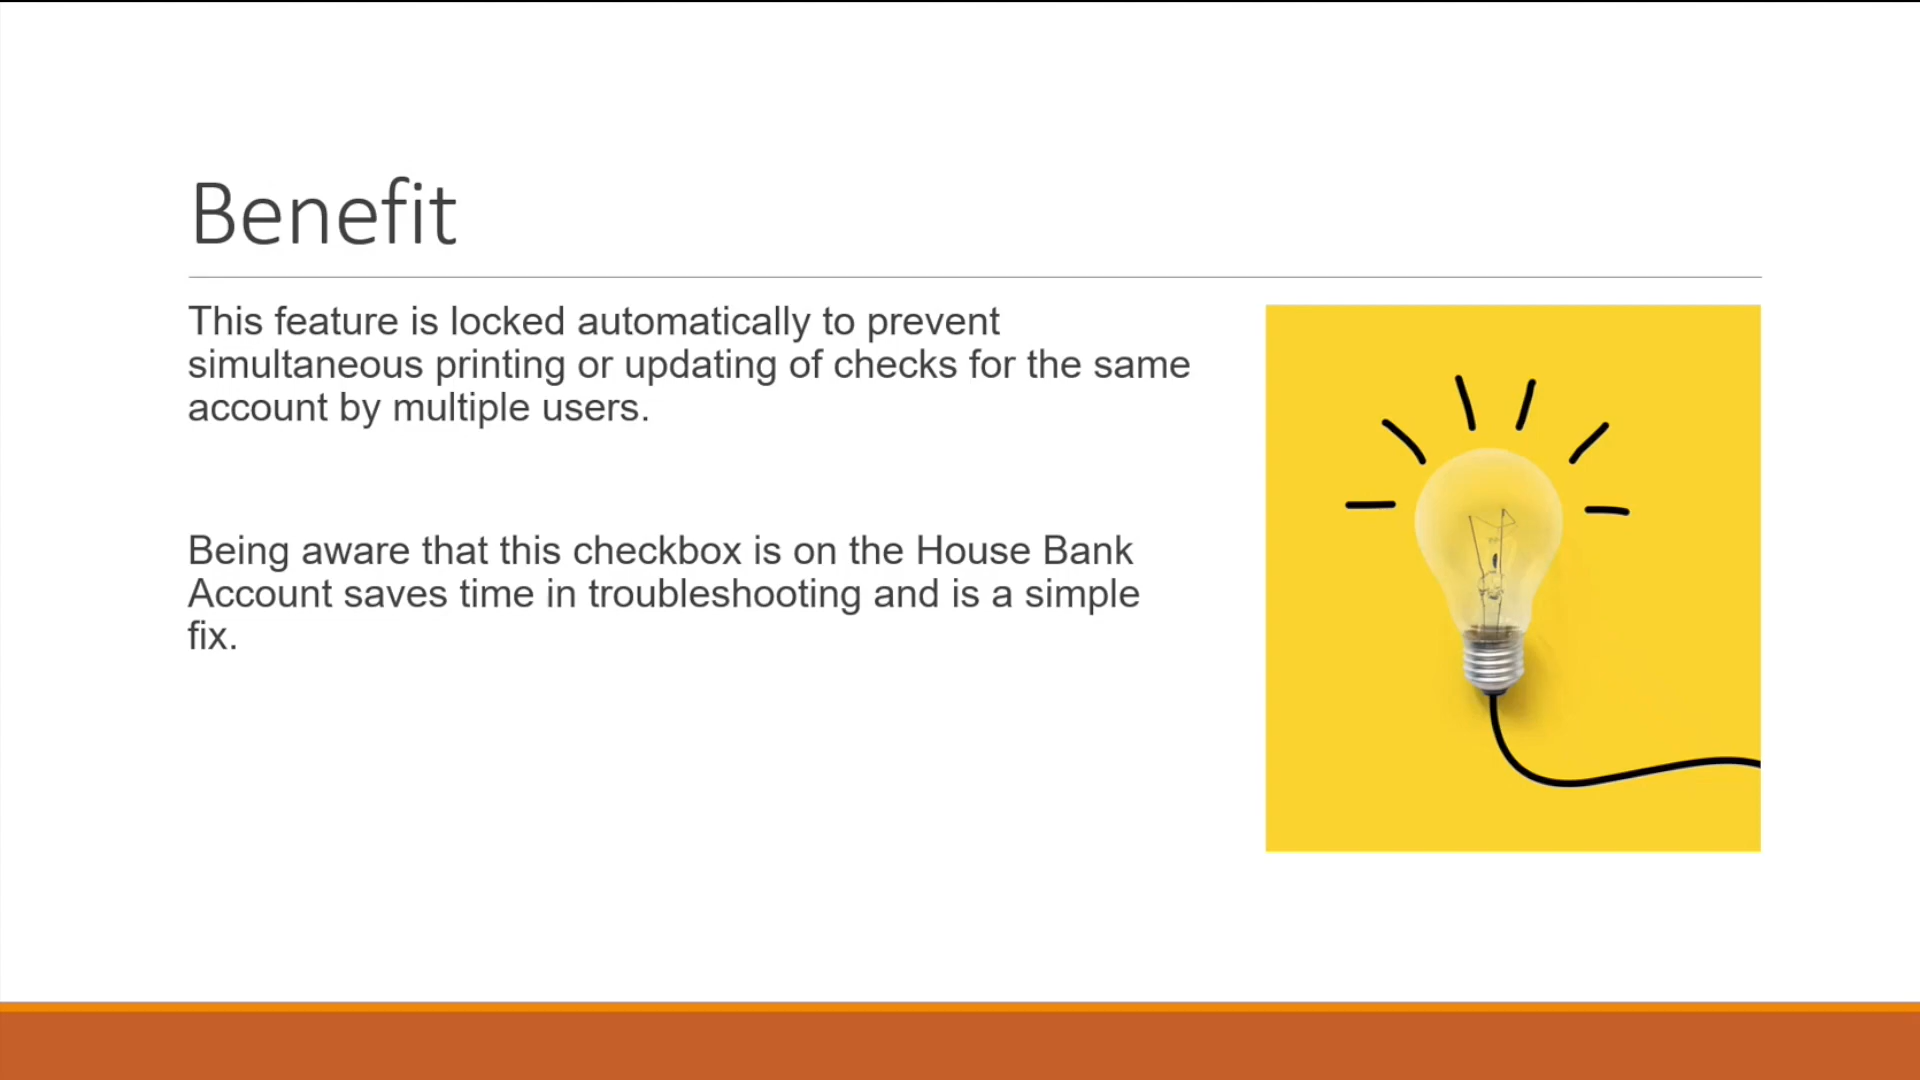 Benefit
This feature is locked automatically to prevent
simultaneous printing or updating of checks for the same
account by multiple users.
Being aware that this checkbox is on the House Bank
Account saves time in troubleshooting and is a simple
fix.